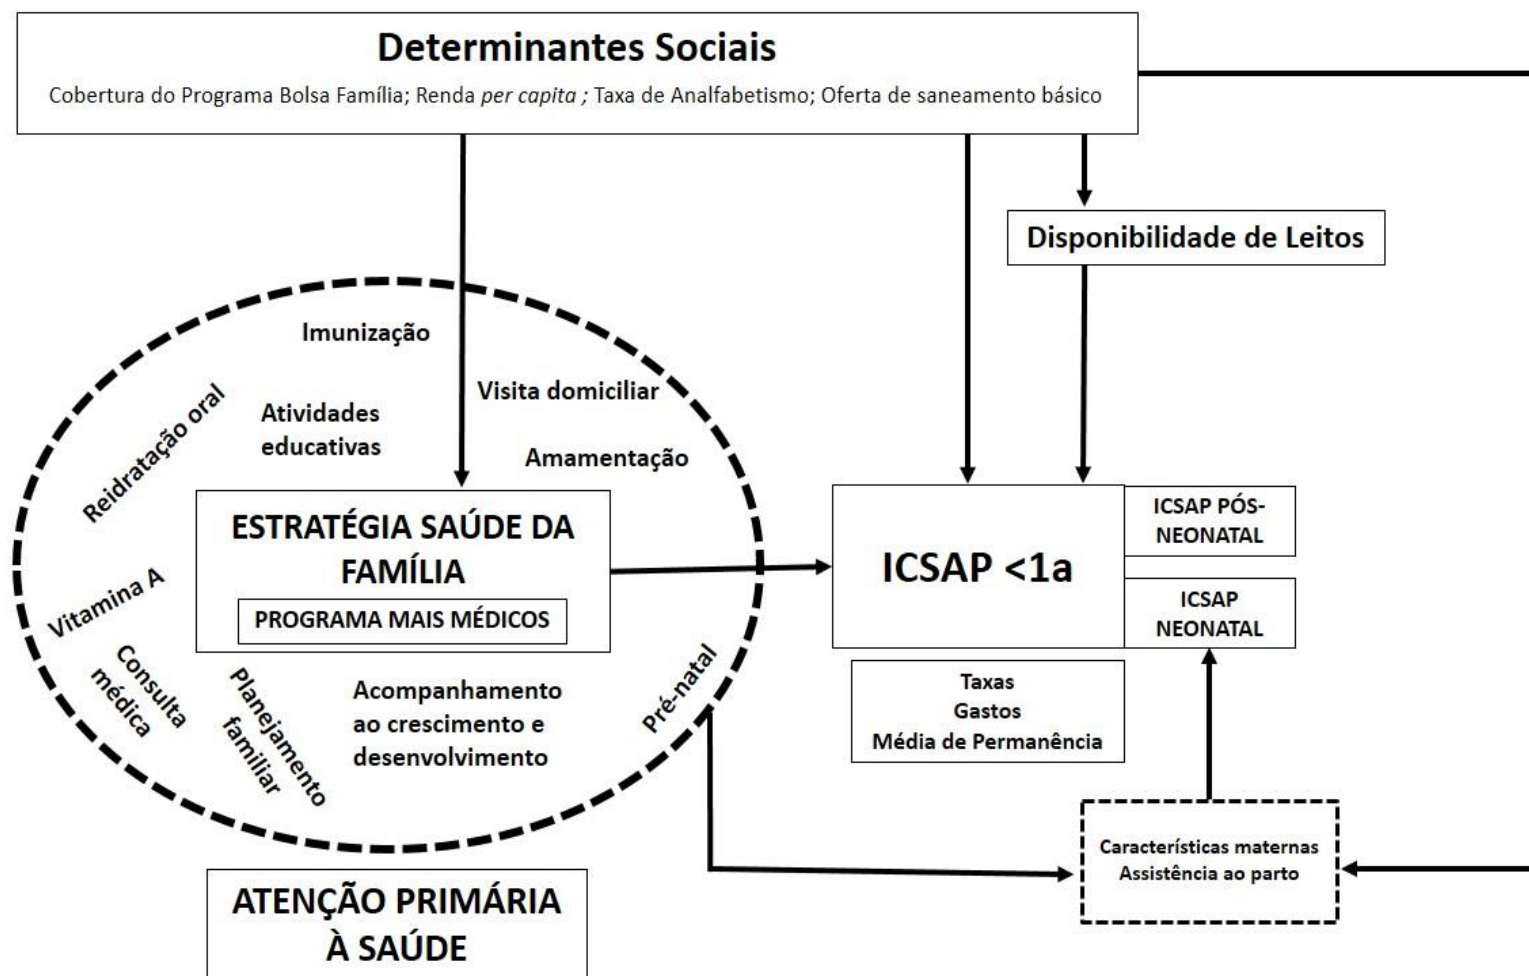 Determinantes Sociais
Cobertura do Programa Bolsa Família; Renda per capita ; Taxa de Analfabetismo; Oferta de saneamento básico
Disponibilidade de Leitos
Imunização
Visita domiciliar
Atividades
educativas
Reidratação oral
Amamentação
ESTRATÉGIA SAÚDE DA
FAMÍLIA
PROGRAMA MAIS MÉDICOS
ICSAP <1a
ICSAP PÓS-
NEONATAL
ICSAP
NEONATAL
Vitamina A
Consulta
médica
Planejamento
familiar
Acompanhamento
ao crescimento e
desenvolvimento
Pré-natal
Taxas
Gastos
Média de Permanência
Características maternas
Assistência ao parto
ATENÇÃO PRIMÁRIA
À SAÚDE